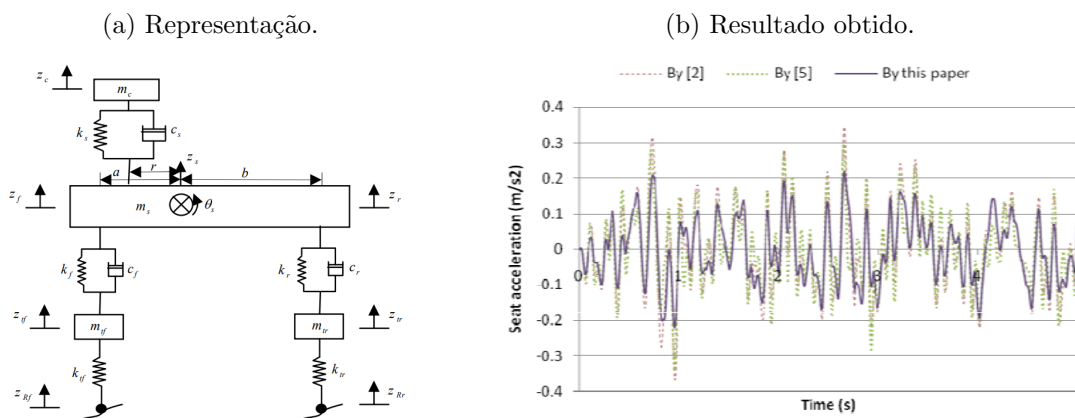 (a) Representação.
z_c
m_c
k_s
c_s
z_s
a
r
b
z_f
m_s
θ_s
z_r
k_f
c_f
k_r
c_r
z_tf
m_tf
m_tr
z_tr
k_tf
k_tr
z_Rf
z_Rr
(b) Resultado obtido.
By [2] By [5] By this paper
Seat acceleration (m/s2)
0.4
0.3
0.2
0.1
0
-0.1
-0.2
-0.3
-0.4
0 1 2 3 4
Time (s)